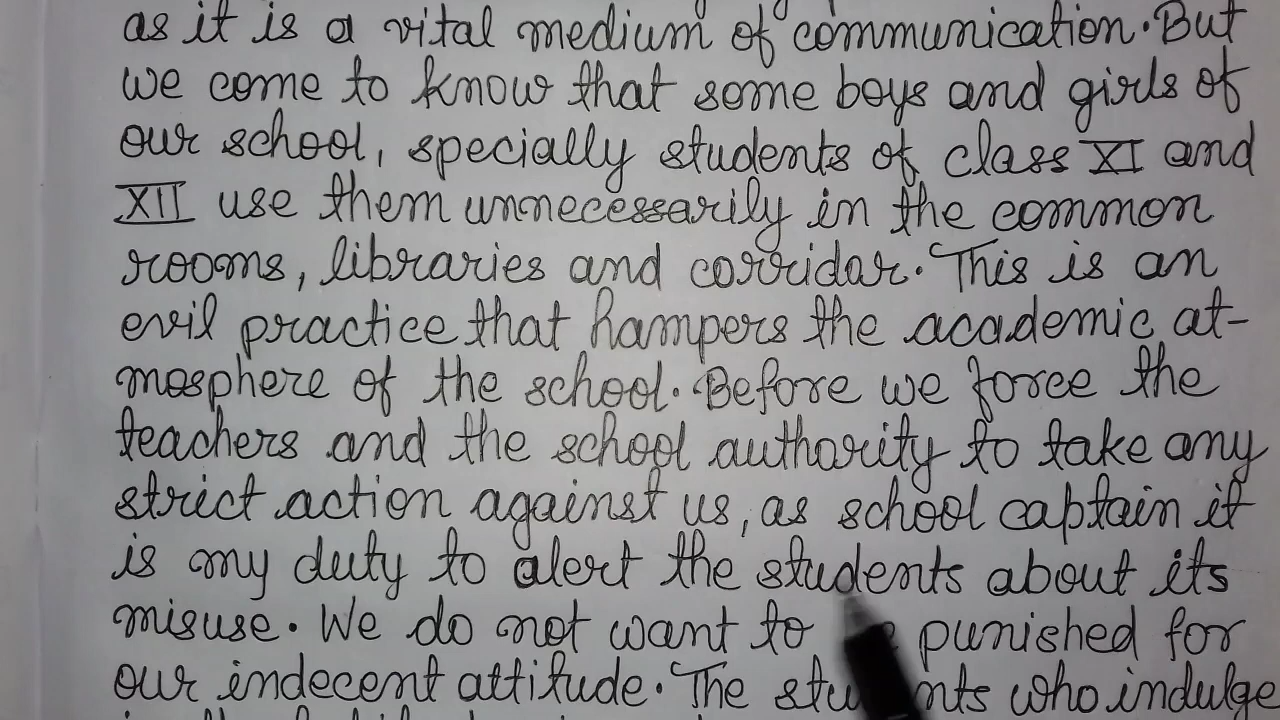 as it is a vital medium of communication. But
we come to know that some boys and girls of
our school, specially students of class XI and
XII use them unnecessarily in the common
rooms, libraries and corridar. This is an
evil practice that hampers the academic at-
mosphere of the school. Before we force the
teachers and the school authority to take any
strict action against us, as school captain it
is my duty to alert the students about its
misuse. We do not want to punished for
our indecent attitude. The who indulge